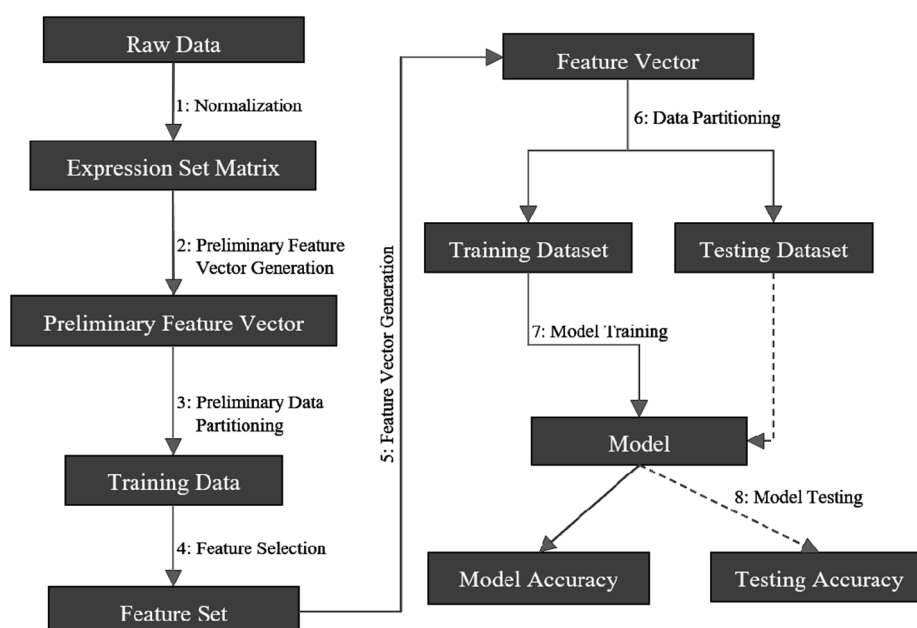 Raw Data
1: Normalization
Expression Set Matrix
2: Preliminary Feature
Vector Generation
Preliminary Feature Vector
3: Preliminary Data
Partitioning
Training Data
4: Feature Selection
Feature Set
5: Feature Vector Generation
Feature Vector
6: Data Partitioning
Training Dataset
Testing Dataset
7: Model Training
Model
8: Model Testing
Model Accuracy
Testing Accuracy